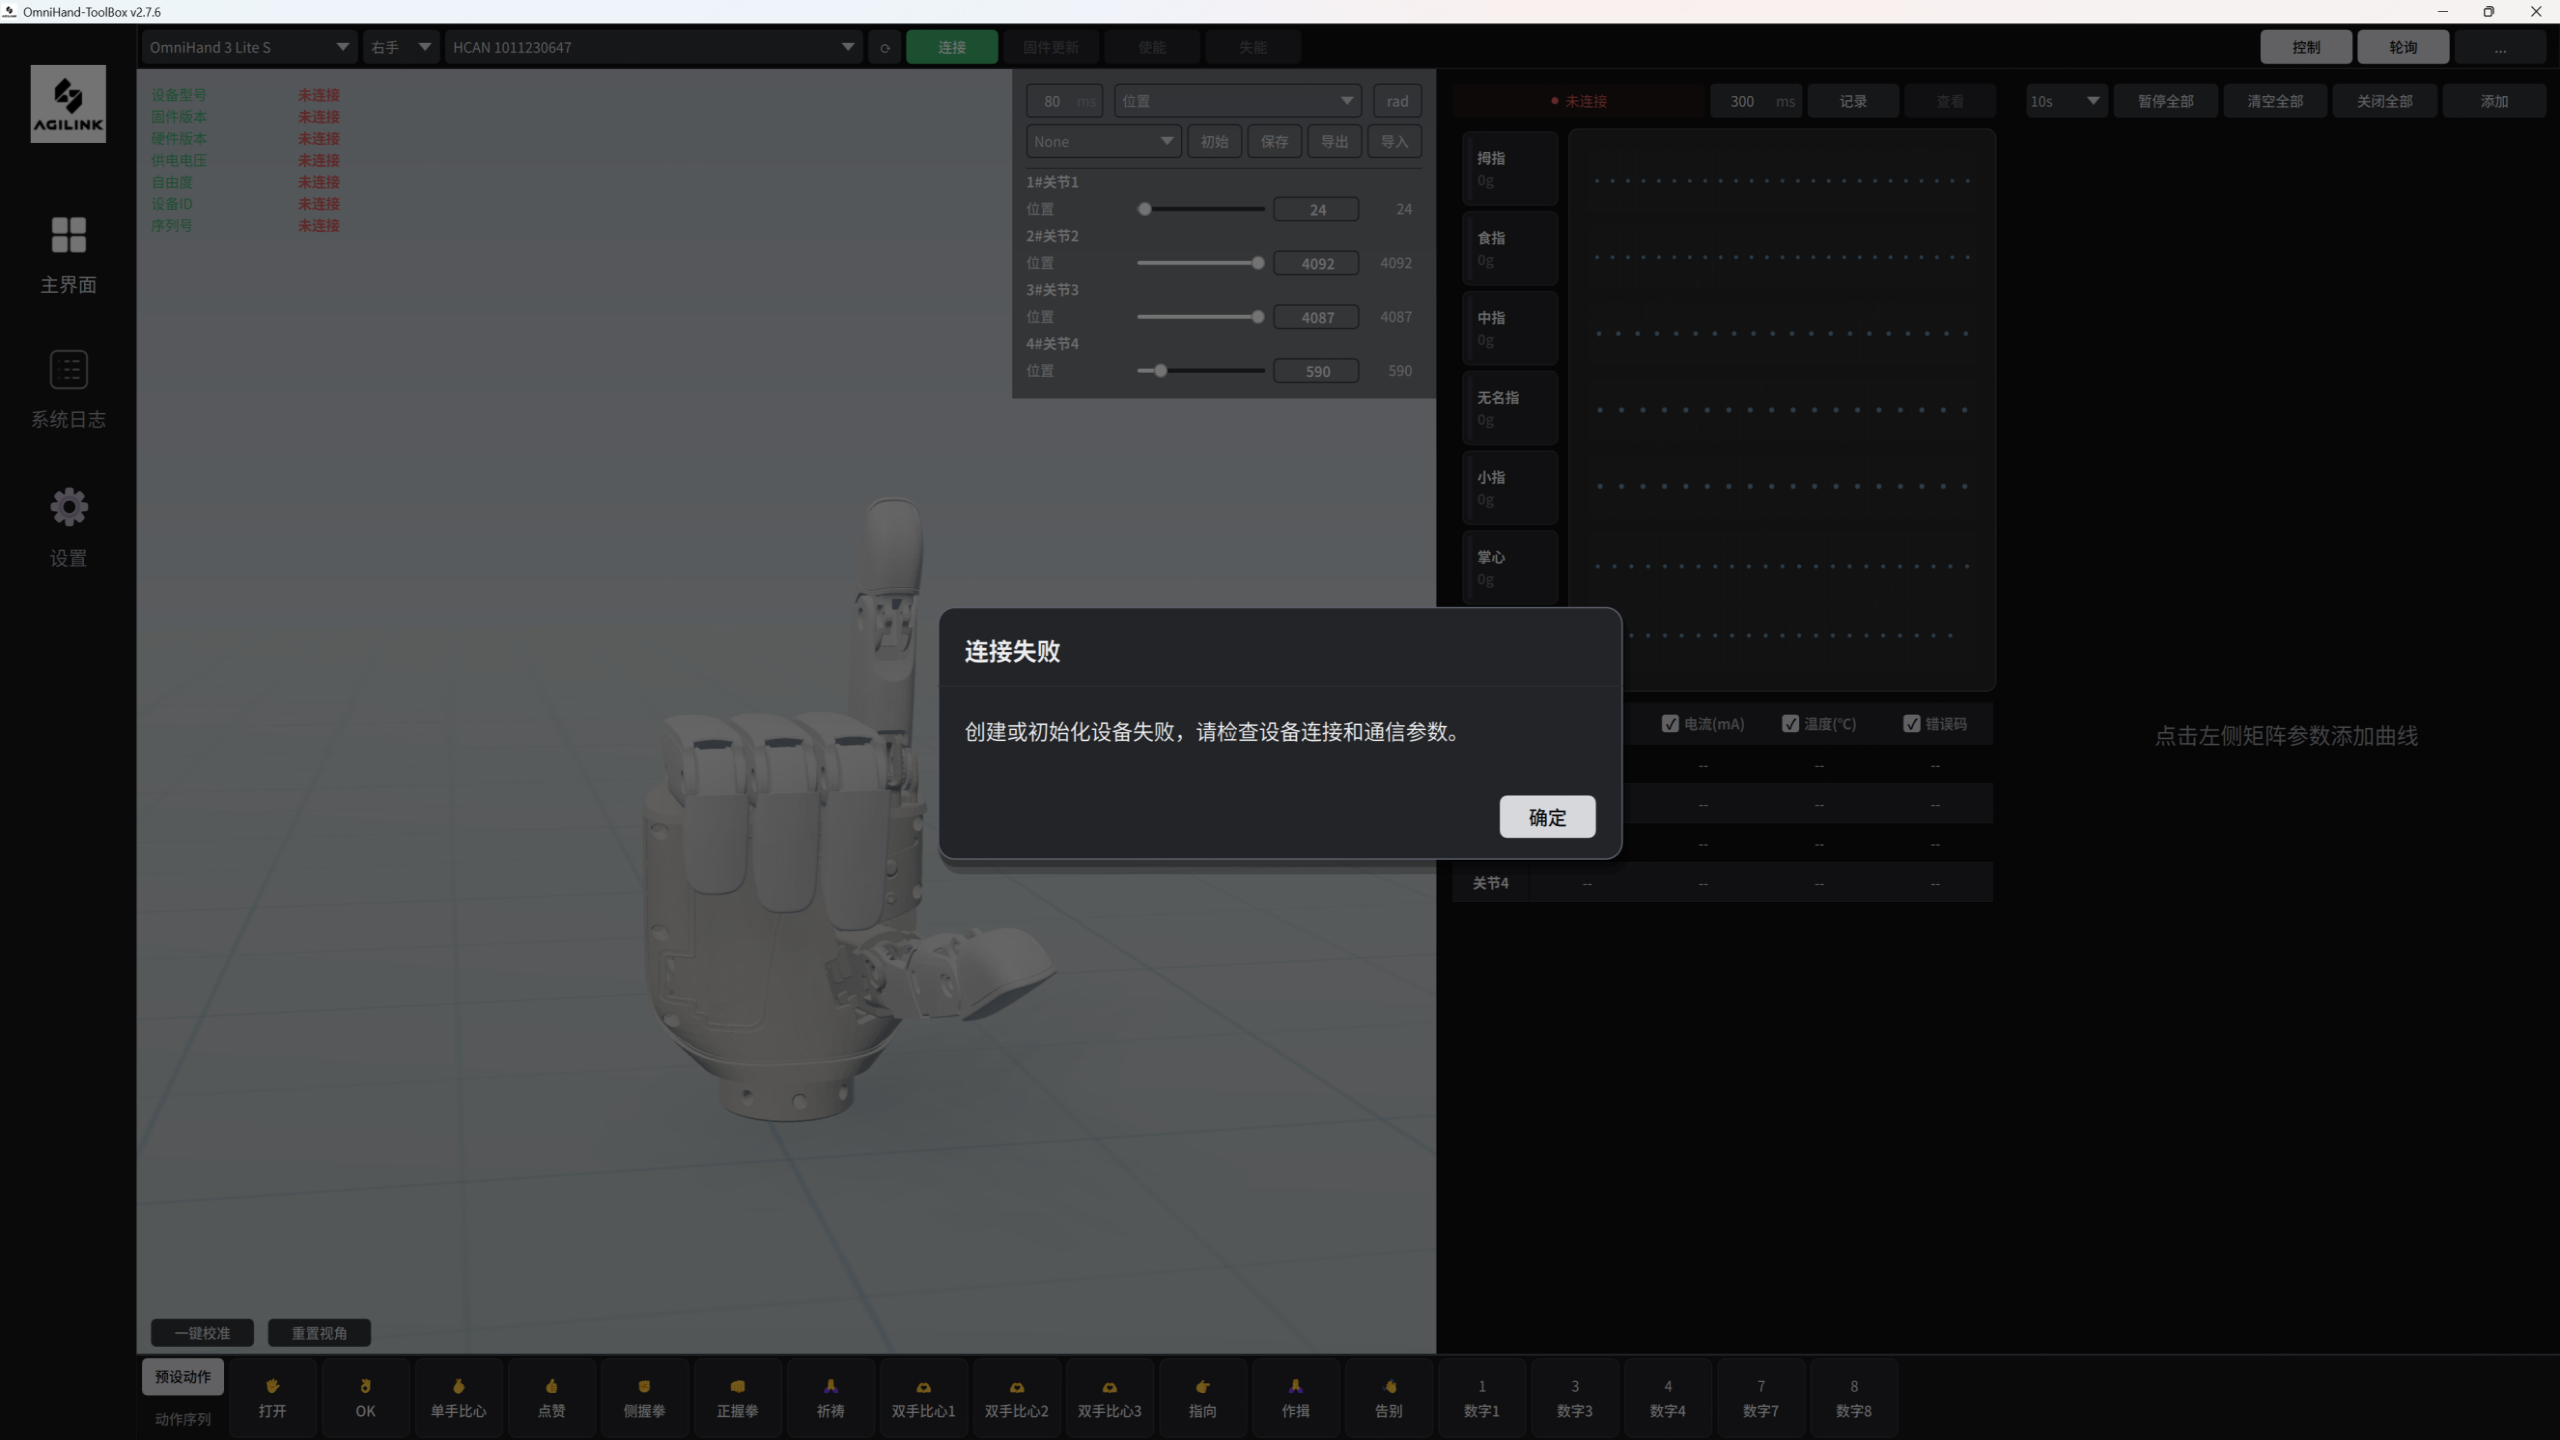 OmniHand-ToolBox v2.7.6
OmniHand 3 Lite S
右手
HCAN 1011230647
连接
固件更新
使能
失能
控制
轮询
...
AGILINK
主界面
系统日志
设置
设备型号 未连接
固件版本 未连接
硬件版本 未连接
供电电压 未连接
自由度 未连接
设备ID 未连接
序列号 未连接
80 ms
位置
rad
None
初始
保存
导出
导入
1#关节1
位置 24 24
2#关节2
位置 4092 4092
3#关节3
位置 4087 4087
4#关节4
位置 590 590
未连接
300 ms
记录
查看
10s
暂停全部
清空全部
关闭全部
添加
拇指
0g
食指
0g
中指
0g
无名指
0g
小指
0g
掌心
0g
连接失败
创建或初始化设备失败，请检查设备连接和通信参数。
确定
电流(mA) 温度(℃) 错误码
-- -- --
-- -- --
-- -- --
关节4 -- -- -- --
点击左侧矩阵参数添加曲线
一键校准
重置视角
预设动作
动作序列
打开
OK
单手比心
点赞
侧握拳
正握拳
祈祷
双手比心1
双手比心2
双手比心3
指向
作揖
告别
1
数字1
3
数字3
4
数字4
7
数字7
8
数字8